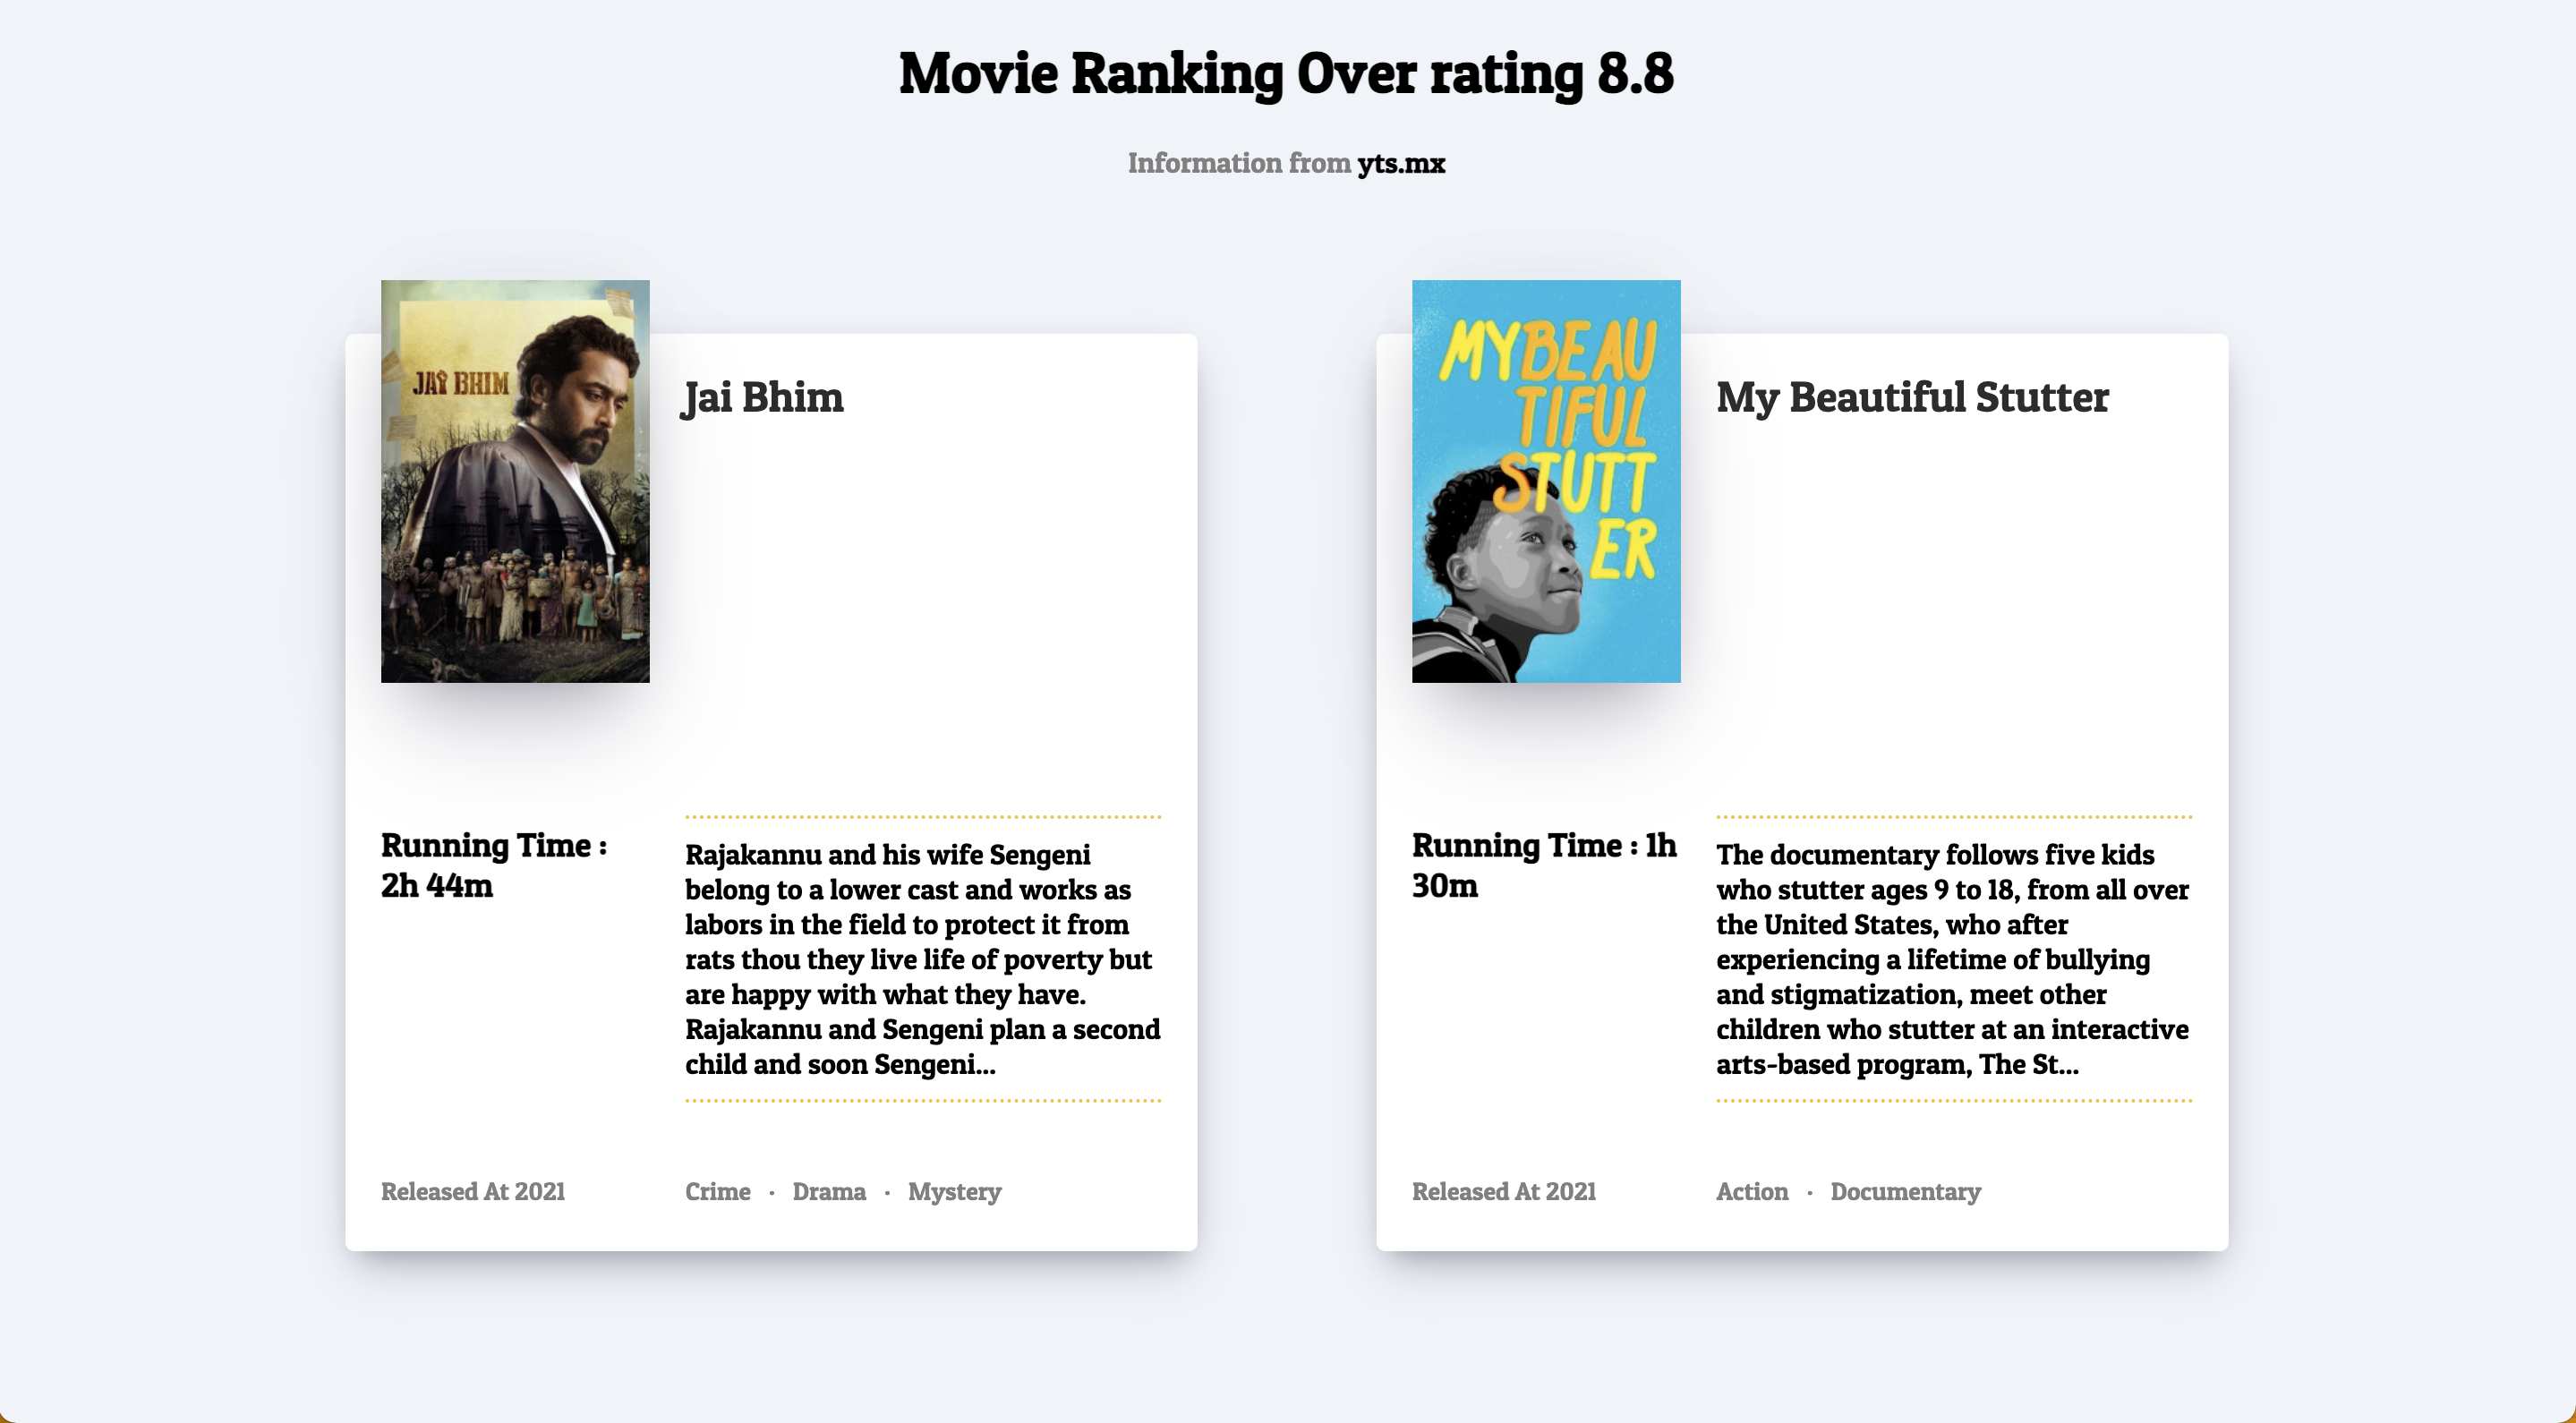 Movie Ranking Over rating 8.8
Information from yts.mx
JAI BHIM
Jai Bhim
Running Time :
2h 44m
Rajakannu and his wife Sengeni
belong to a lower cast and works as
labors in the field to protect it from
rats thou they live life of poverty but
are happy with what they have.
Rajakannu and Sengeni plan a second
child and soon Sengeni...
Released At 2021
Crime · Drama · Mystery
MYBEAU
TIFUL
STUTT
ER
My Beautiful Stutter
Running Time : 1h
30m
The documentary follows five kids
who stutter ages 9 to 18, from all over
the United States, who after
experiencing a lifetime of bullying
and stigmatization, meet other
children who stutter at an interactive
arts-based program, The St...
Released At 2021
Action · Documentary